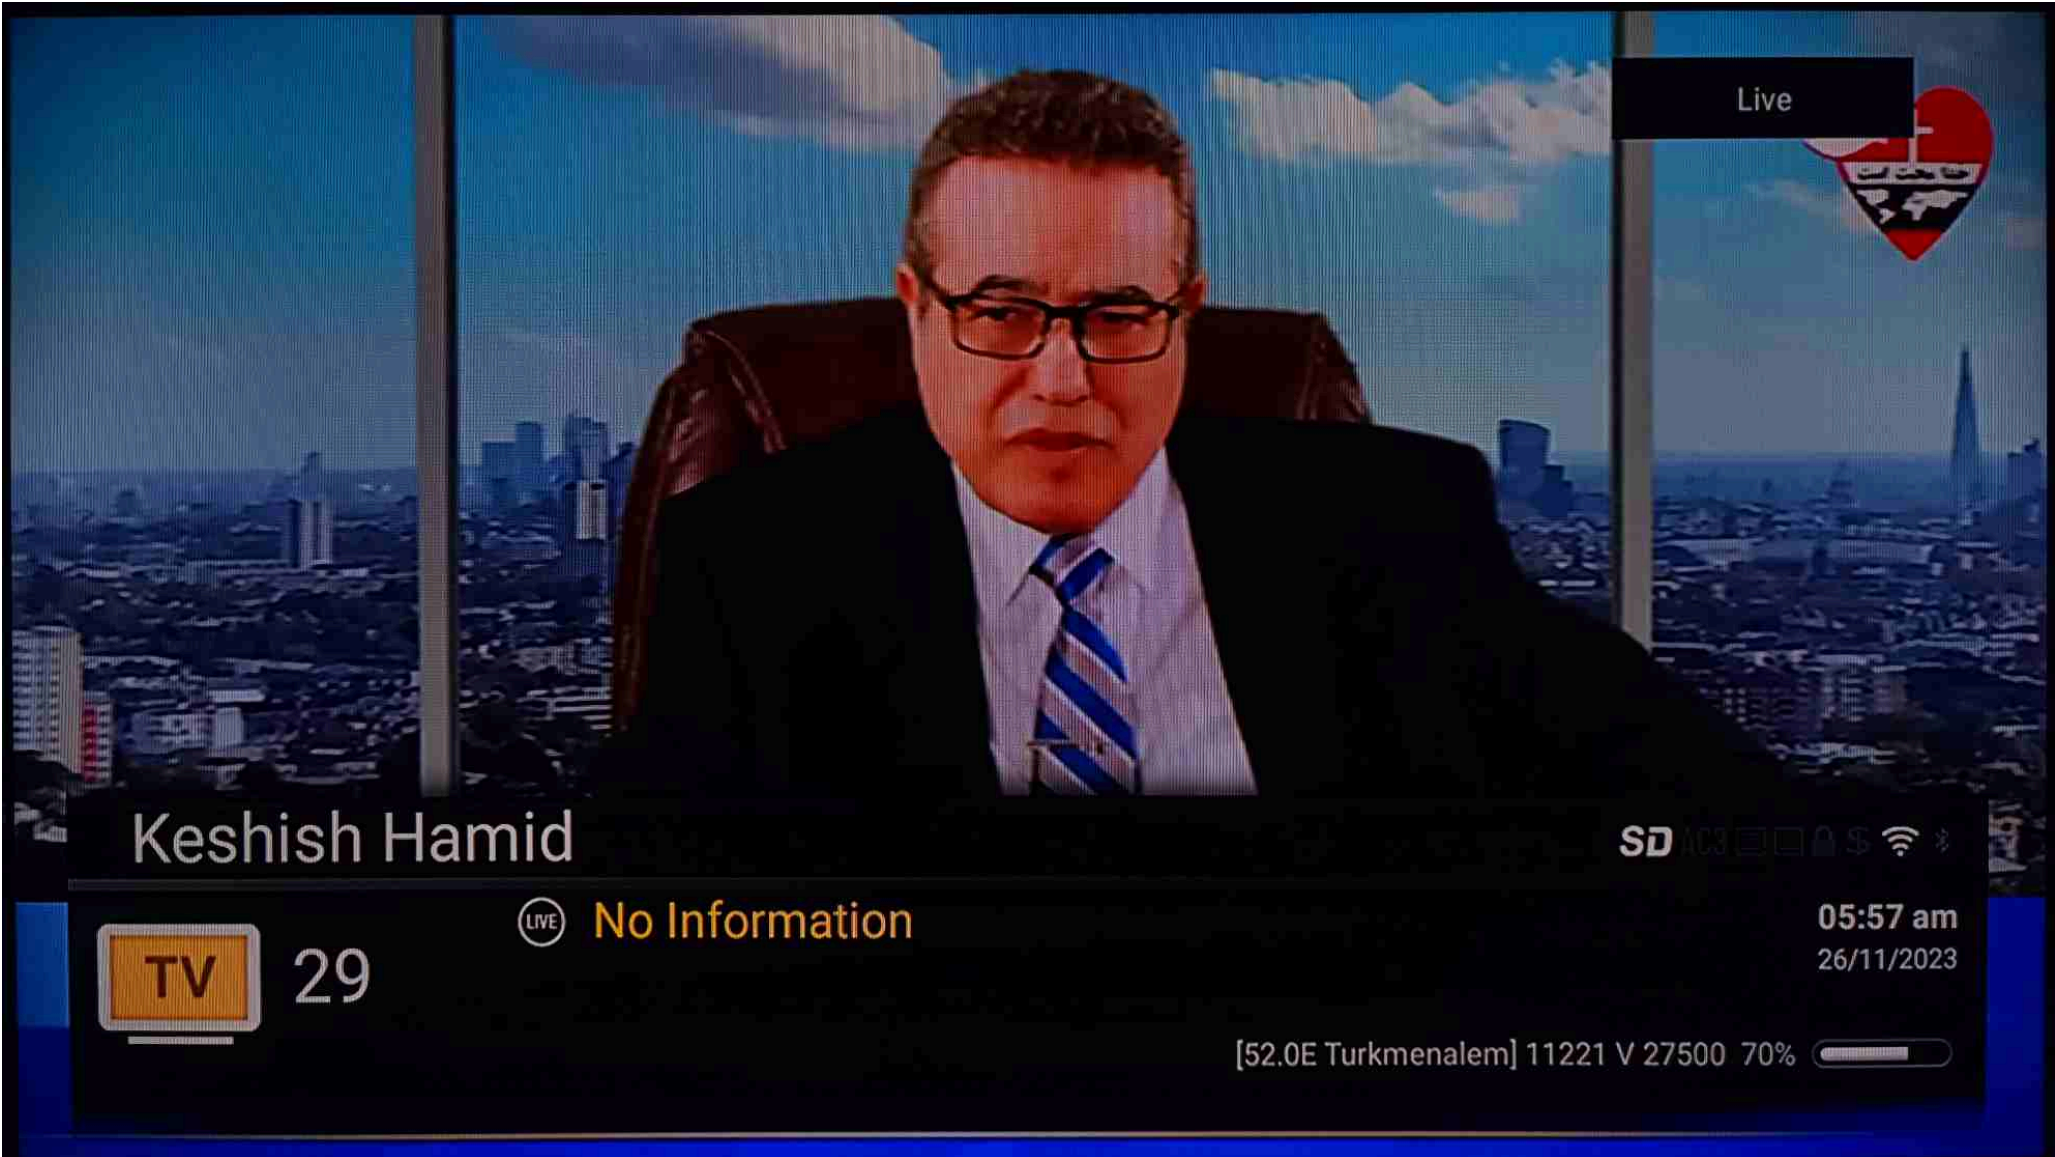 Live
Keshish Hamid
SD AC3 $
LIVE No Information
05:57 am
TV 29
26/11/2023
[52.0E Turkmenalem] 11221 V 27500 70%